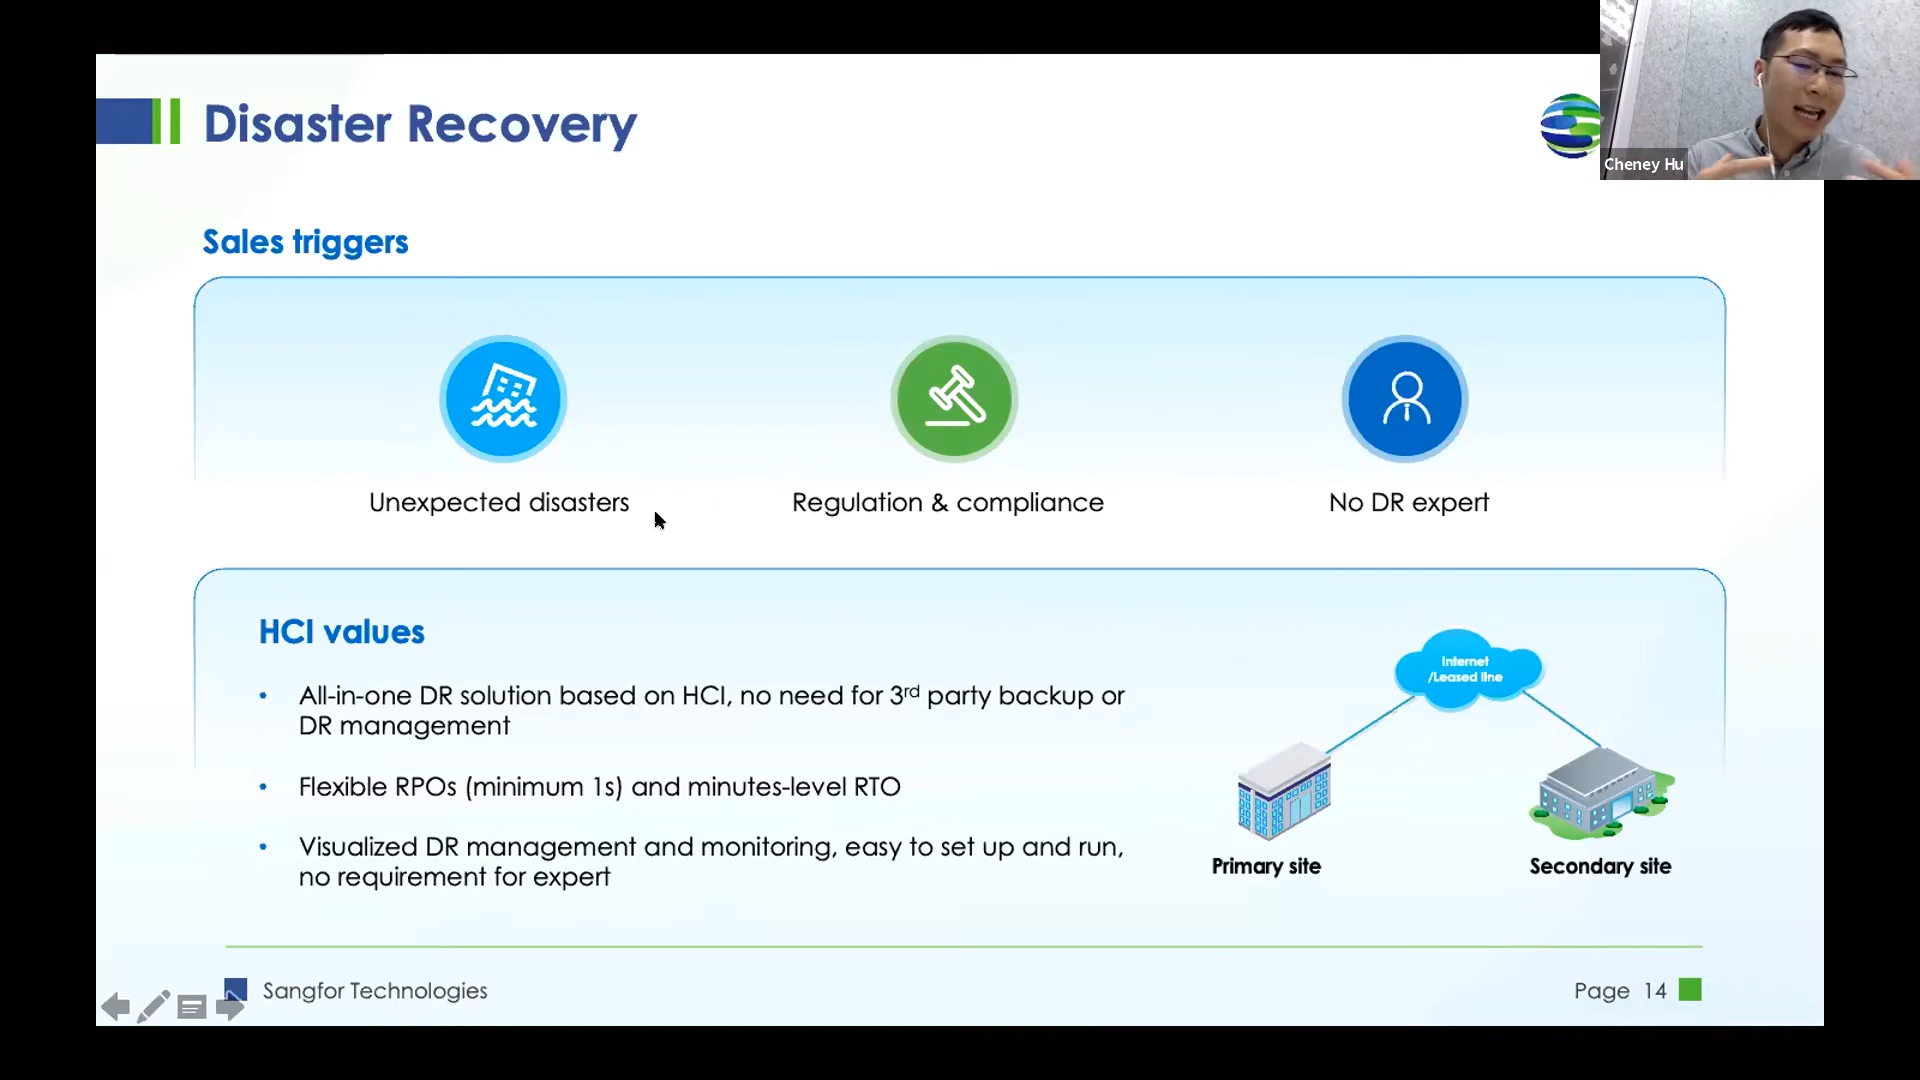 Disaster Recovery
Cheney Hu
Sales triggers
Unexpected disasters
Regulation & compliance
No DR expert
HCI values
• All-in-one DR solution based on HCI, no need for 3rd party backup or
DR management
• Flexible RPOs (minimum 1s) and minutes-level RTO
• Visualized DR management and monitoring, easy to set up and run,
no requirement for expert
Internet
/Leased line
Primary site
Secondary site
Sangfor Technologies
Page 14